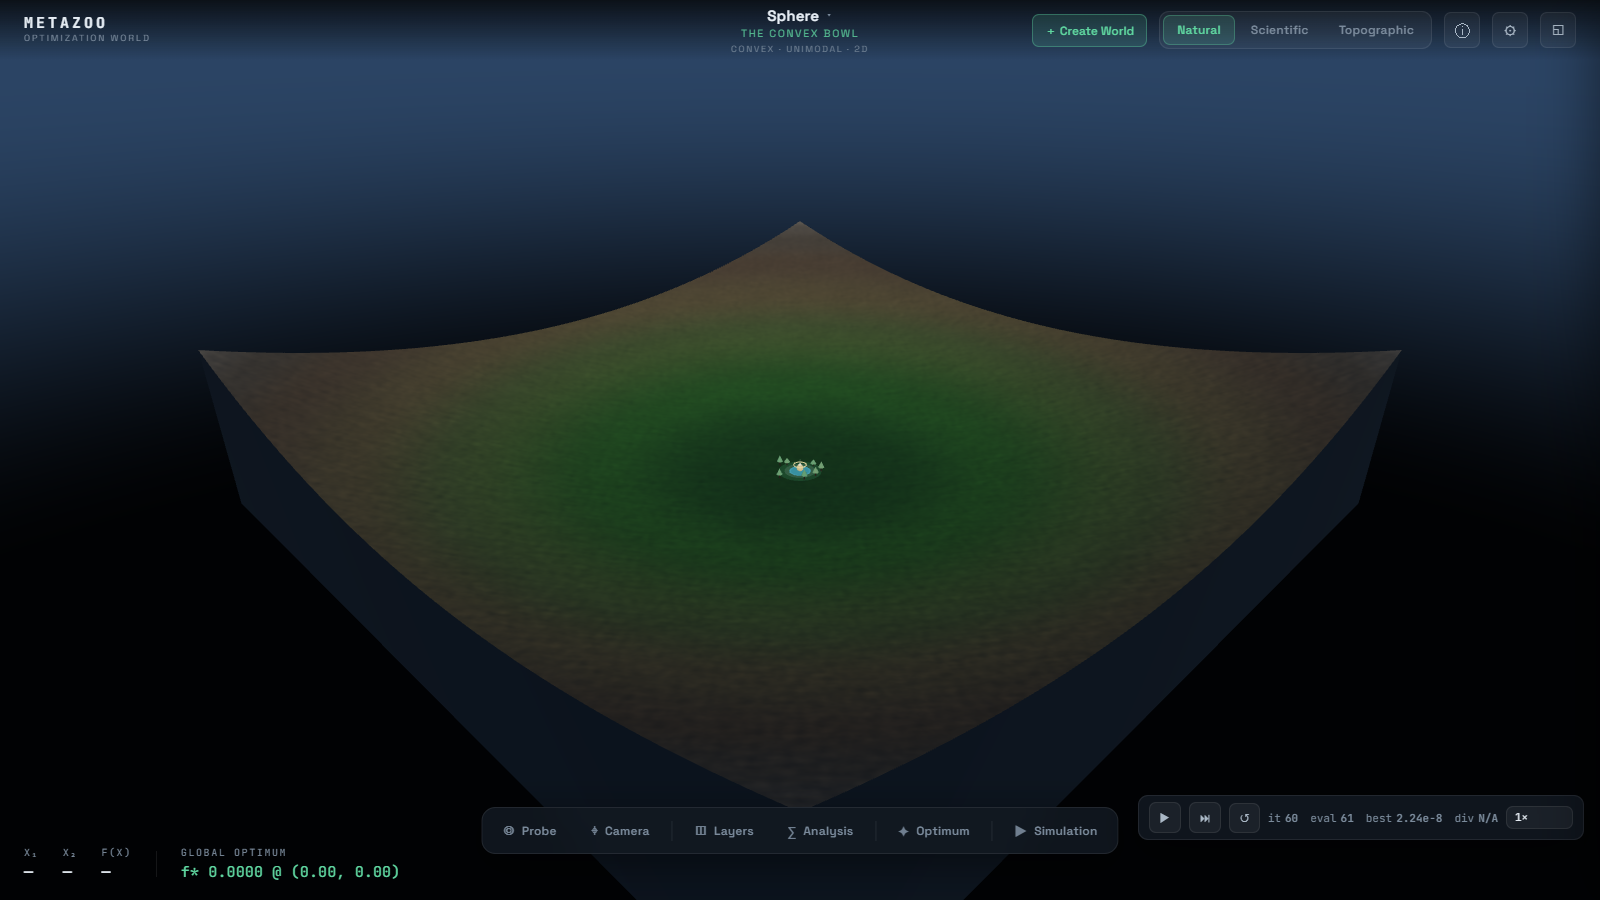 METAZOO
OPTIMIZATION WORLD
Sphere
THE CONVEX BOWL
CONVEX · UNIMODAL · 2D
+ Create World
Natural
Scientific
Topographic
X₁ X₂ F(X)
— — —
GLOBAL OPTIMUM
f* 0.0000 @ (0.00, 0.00)
Probe
Camera
Layers
∑ Analysis
Optimum
Simulation
it 60 eval 61 best 2.24e-8 div N/A
1×